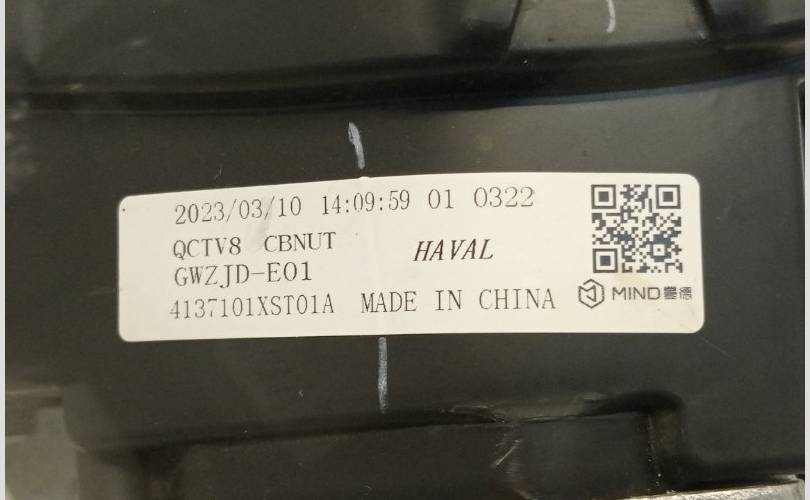 2023/03/10 14:09:59 01 0322
QCTV8 CBNUT
HAVAL
GWZJD-E01
4137101XST01A MADE IN CHINA
MIND曼德